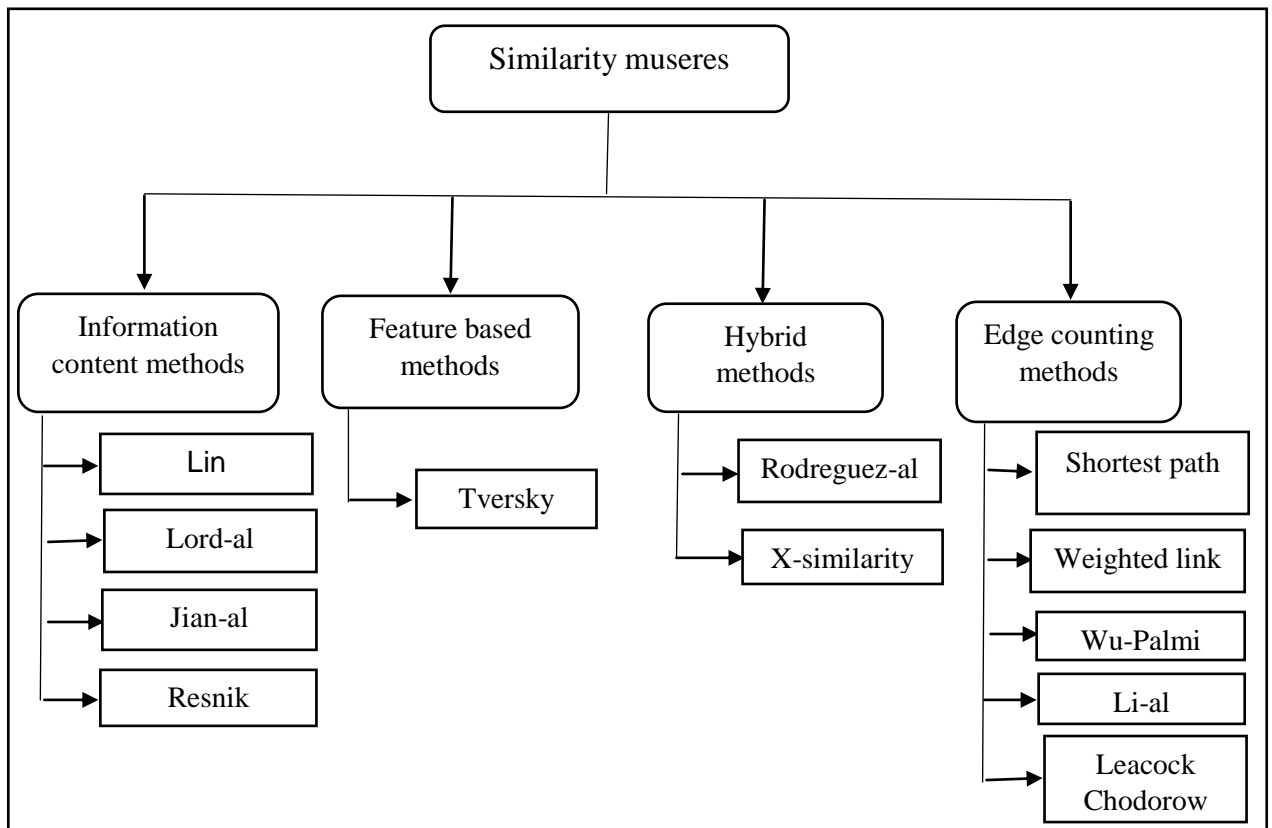 Similarity museres
Information
content methods
Lin
Lord-al
Jian-al
Resnik
Feature based
methods
Tversky
Hybrid
methods
Rodreguez-al
X-similarity
Edge counting
methods
Shortest path
Weighted link
Wu-Palmi
Li-al
Leacock
Chodorow